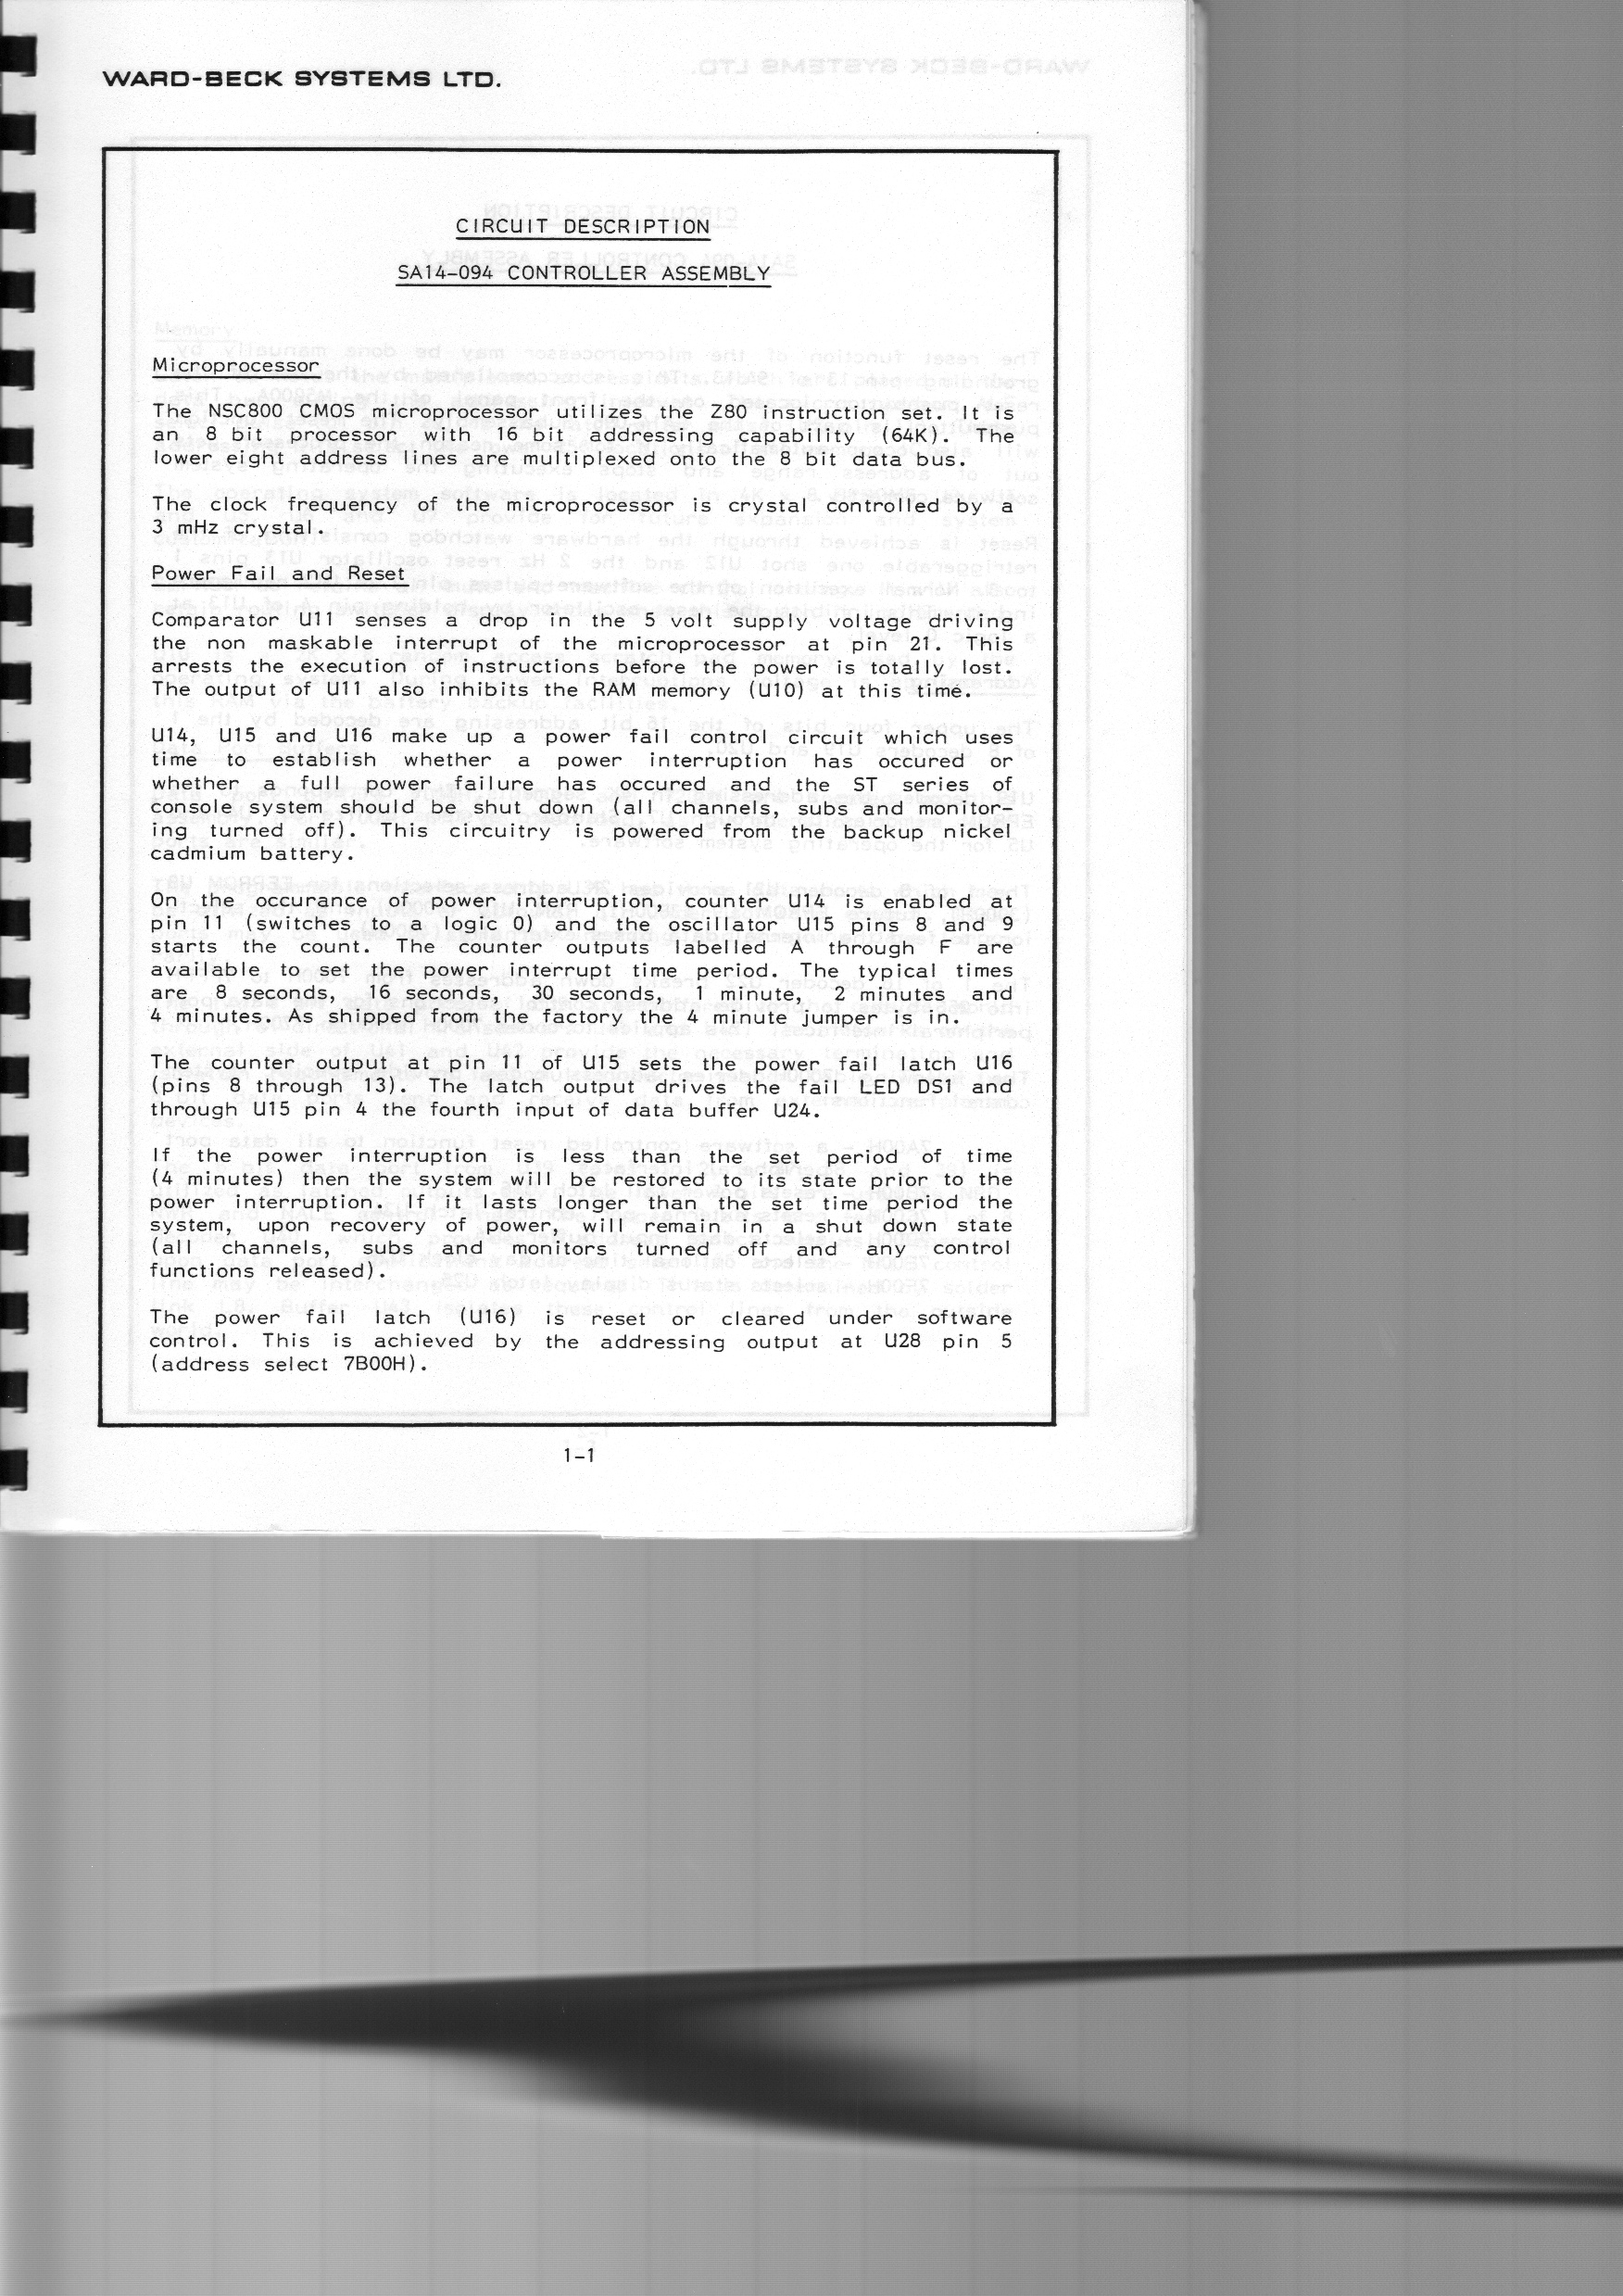 WARD-BECK SYSTEMS LTD.
CIRCUIT DESCRIPTION
SA14-094 CONTROLLER ASSEMBLY
Microprocessor
The NSC800 CMOS microprocessor utilizes the Z80 instruction set. It is
an 8 bit processor with 16 bit addressing capability (64K). The
lower eight address lines are multiplexed onto the 8 bit data bus.
The clock frequency of the microprocessor is crystal controlled by a
3 mHz crystal.
Power Fail and Reset
Comparator U11 senses a drop in the 5 volt supply voltage driving
the non maskable interrupt of the microprocessor at pin 21. This
arrests the execution of instructions before the power is totally lost.
The output of U11 also inhibits the RAM memory (U10) at this time.
U14, U15 and U16 make up a power fail control circuit which uses
time to establish whether a power interruption has occured or
whether a full power failure has occured and the ST series of
console system should be shut down (all channels, subs and monitor-
ing turned off). This circuitry is powered from the backup nickel
cadmium battery.
On the occurance of power interruption, counter U14 is enabled at
pin 11 (switches to a logic 0) and the oscillator U15 pins 8 and 9
starts the count. The counter outputs labelled A through F are
available to set the power interrupt time period. The typical times
are 8 seconds, 16 seconds, 30 seconds, 1 minute, 2 minutes and
4 minutes. As shipped from the factory the 4 minute jumper is in.
The counter output at pin 11 of U15 sets the power fail latch U16
(pins 8 through 13). The latch output drives the fail LED DS1 and
through U15 pin 4 the fourth input of data buffer U24.
If the power interruption is less than the set period of time
(4 minutes) then the system will be restored to its state prior to the
power interruption. If it lasts longer than the set time period the
system, upon recovery of power, will remain in a shut down state
(all channels, subs and monitors turned off and any control
functions released).
The power fail latch (U16) is reset or cleared under software
control. This is achieved by the addressing output at U28 pin 5
(address select 7B00H).
1-1